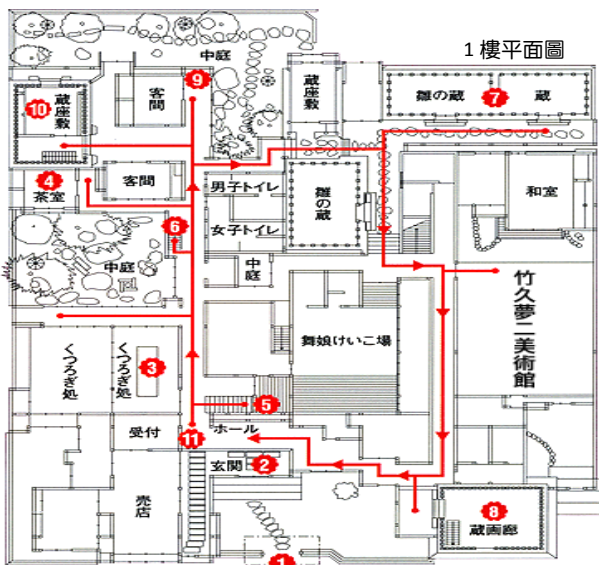 1樓平面圖
中庭
9
客間
蔵座敷
雛の蔵
7
蔵
10
蔵座敷
4
茶室
客間
男子トイレ
雛の蔵
和室
6
女子トイレ
中庭
中庭
竹久夢二美術館
舞娘けいこ場
くつろぎ処
くつろぎ処
3
5
受付
11
ホール
玄関
2
売店
8
蔵画廊
1